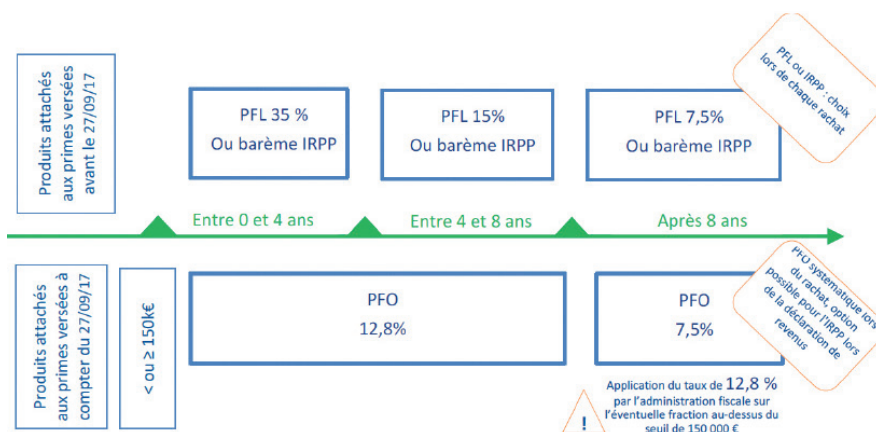 Produits attachés
aux primes versées
avant le 27/09/17
PFL 35 %
Ou barème IRPP
PFL 15%
Ou barème IRPP
PFL 7,5%
Ou barème IRPP
PFL ou IRPP : choix
lors de chaque rachat
Entre 0 et 4 ans
Entre 4 et 8 ans
Après 8 ans
Produits attachés
aux primes versées à
compter du 27/09/17
< ou ≥ 150k€
PFO
12,8%
PFO
7,5%
PFO systématique lors
du rachat, option
possible pour l'IRPP lors
de la déclaration de
revenus
!
Application du taux de 12,8 %
par l'administration fiscale sur
l'éventuelle fraction au-dessus du
seuil de 150 000 €